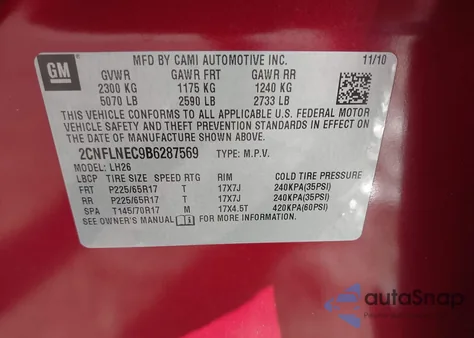 GM
MFD BY CAMI AUTOMOTIVE INC. 11/10
GVWR GAWR FRT GAWR RR
2300 KG 1175 KG 1240 KG
5070 LB 2590 LB 2733 LB
THIS VEHICLE CONFORMS TO ALL APPLICABLE U.S. FEDERAL MOTOR
VEHICLE SAFETY, BUMPER, AND THEFT PREVENTION STANDARDS IN EFFECT
ON THE DATE OF MANUFACTURE SHOWN ABOVE.
2CNFLNEC9B6287569 TYPE: M.P.V.
MODEL: LH26
LBCP TIRE SIZE SPEED RTG RIM COLD TIRE PRESSURE
FRT P225/65R17 T 17X7J 240KPA(35PSI)
RR P225/65R17 T 17X7J 240KPA(35PSI)
SPA T145/70R17 M 17X4.5T 420KPA(60PSI)
SEE OWNER'S MANUAL FOR MORE INFORMATION.
autoSnap